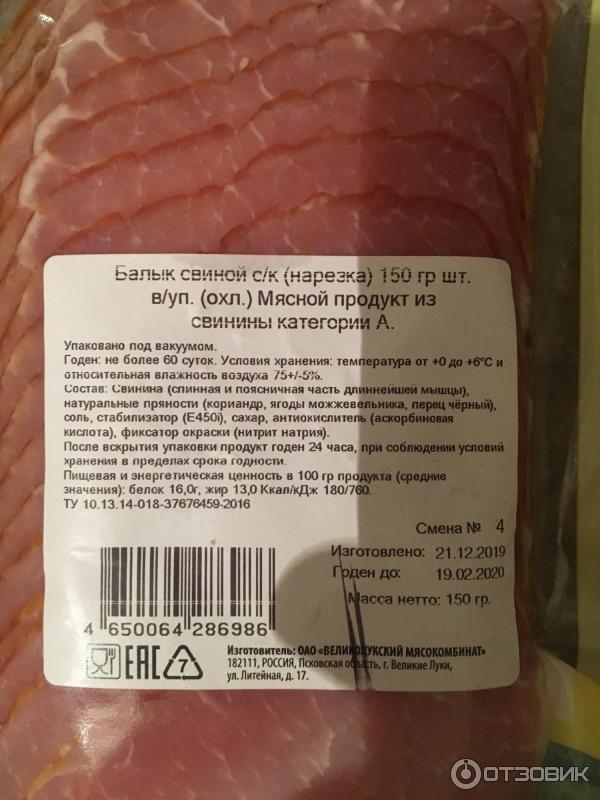 Балык свиной с/к (нарезка) 150 гр шт.
в/уп. (охл.) Мясной продукт из
свинины категории А.
Упаковано под вакуумом.
Годен: не более 60 суток. Условия хранения: температура от +0 до +6°С и
относительная влажность воздуха 75+/-5%.
Состав: Свинина (спинная и поясничная часть длиннейшей мышцы),
натуральные пряности (кориандр, ягоды можжевельника, перец чёрный),
соль, стабилизатор (Е450i), сахар, антиокислитель (аскорбиновая
кислота), фиксатор окраски (нитрит натрия).
После вскрытия упаковки продукт годен 24 часа, при соблюдении условий
хранения в пределах срока годности.
Пищевая и энергетическая ценность в 100 гр продукта (средние
значения): белок 16,0г, жир 13,0 Ккал/кДж 180/760.
ТУ 10.13.14-018-37676459-2016
Смена № 4
Изготовлено: 21.12.2019
Годен до: 19.02.2020
Масса нетто: 150 гр.
4 650064 286986
EAC 7
Изготовитель: ОАО «ВЕЛИКОЛУКСКИЙ МЯСОКОМБИНАТ»
182111, РОССИЯ, Псковская область, г. Великие Луки,
ул. Литейная, д. 17.
ОТЗОВИК